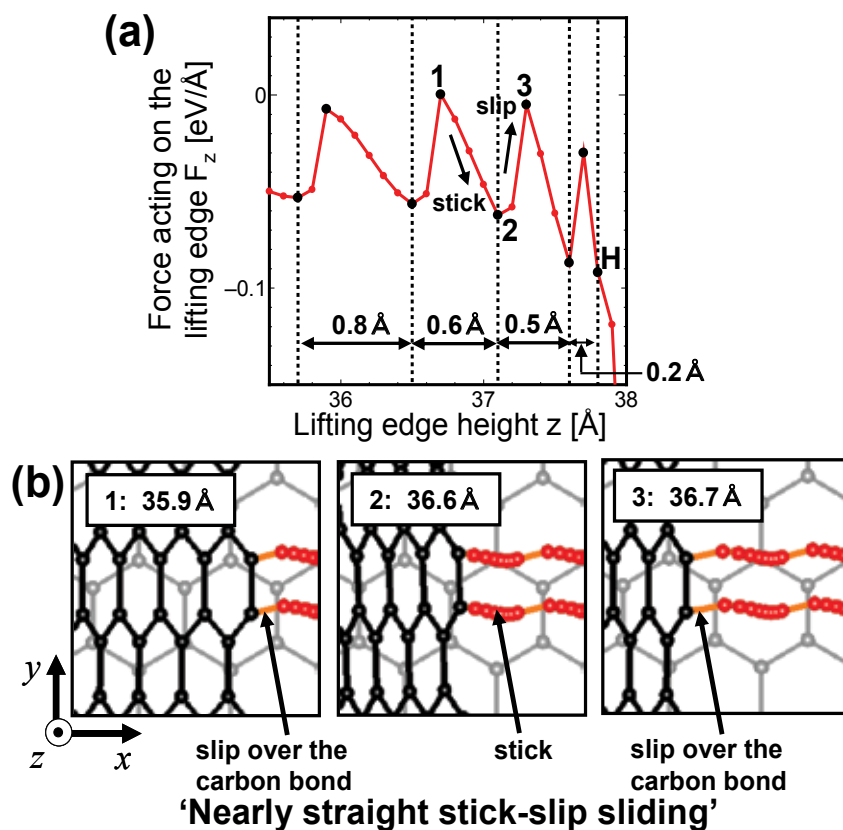 (a)
Force acting on the
lifting edge F_z [eV/Å]
0
−0.1
1
slip
3
stick
2
H
0.8 Å
0.6 Å
0.5 Å
0.2 Å
36
37
38
Lifting edge height z [Å]
(b)
1: 35.9 Å
2: 36.6 Å
3: 36.7 Å
y
z
x
slip over the
carbon bond
stick
slip over the
carbon bond
'Nearly straight stick-slip sliding'